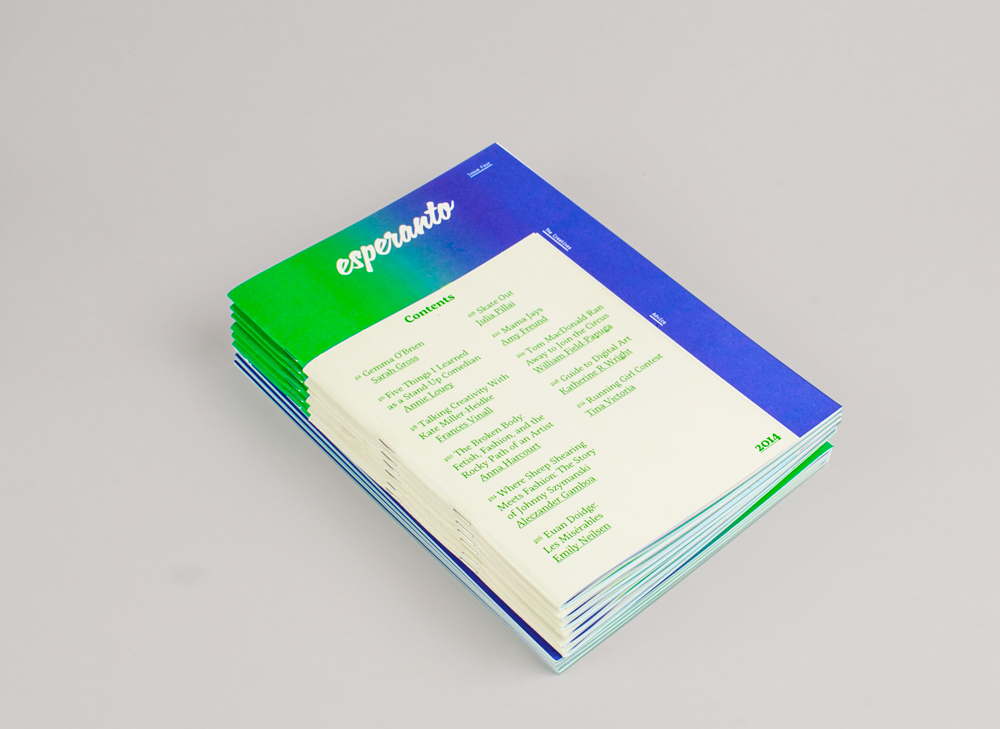 Issue Four
esperanto
The Creatives
Advice
Contents
Gemma O'Brien
Sarah Gross
Five Things I Learned
as a Stand-Up Comedian
Annie Louey
Talking Creativity With
Kate Miller-Heidke
Frances Vinall
The Broken Body
Fetish, Fashion, and the
Rocky Path of an Artist
Anna Harcourt
Where Sheep Shearing
Meets Fashion: The Story
of Johnny Szymanski
Aleczander Gamboa
Euan Doidge
Les Misérables
Emily Neilsen
Skate Out
Julia Pillai
Mama Jays
Amy Freund
Tom MacDonald Ran
Away to Join the Circus
William Field-Papuga
Guide to Digital Art
Katherine R. Wright
Running Girl Contest
Tina Victoria
2014